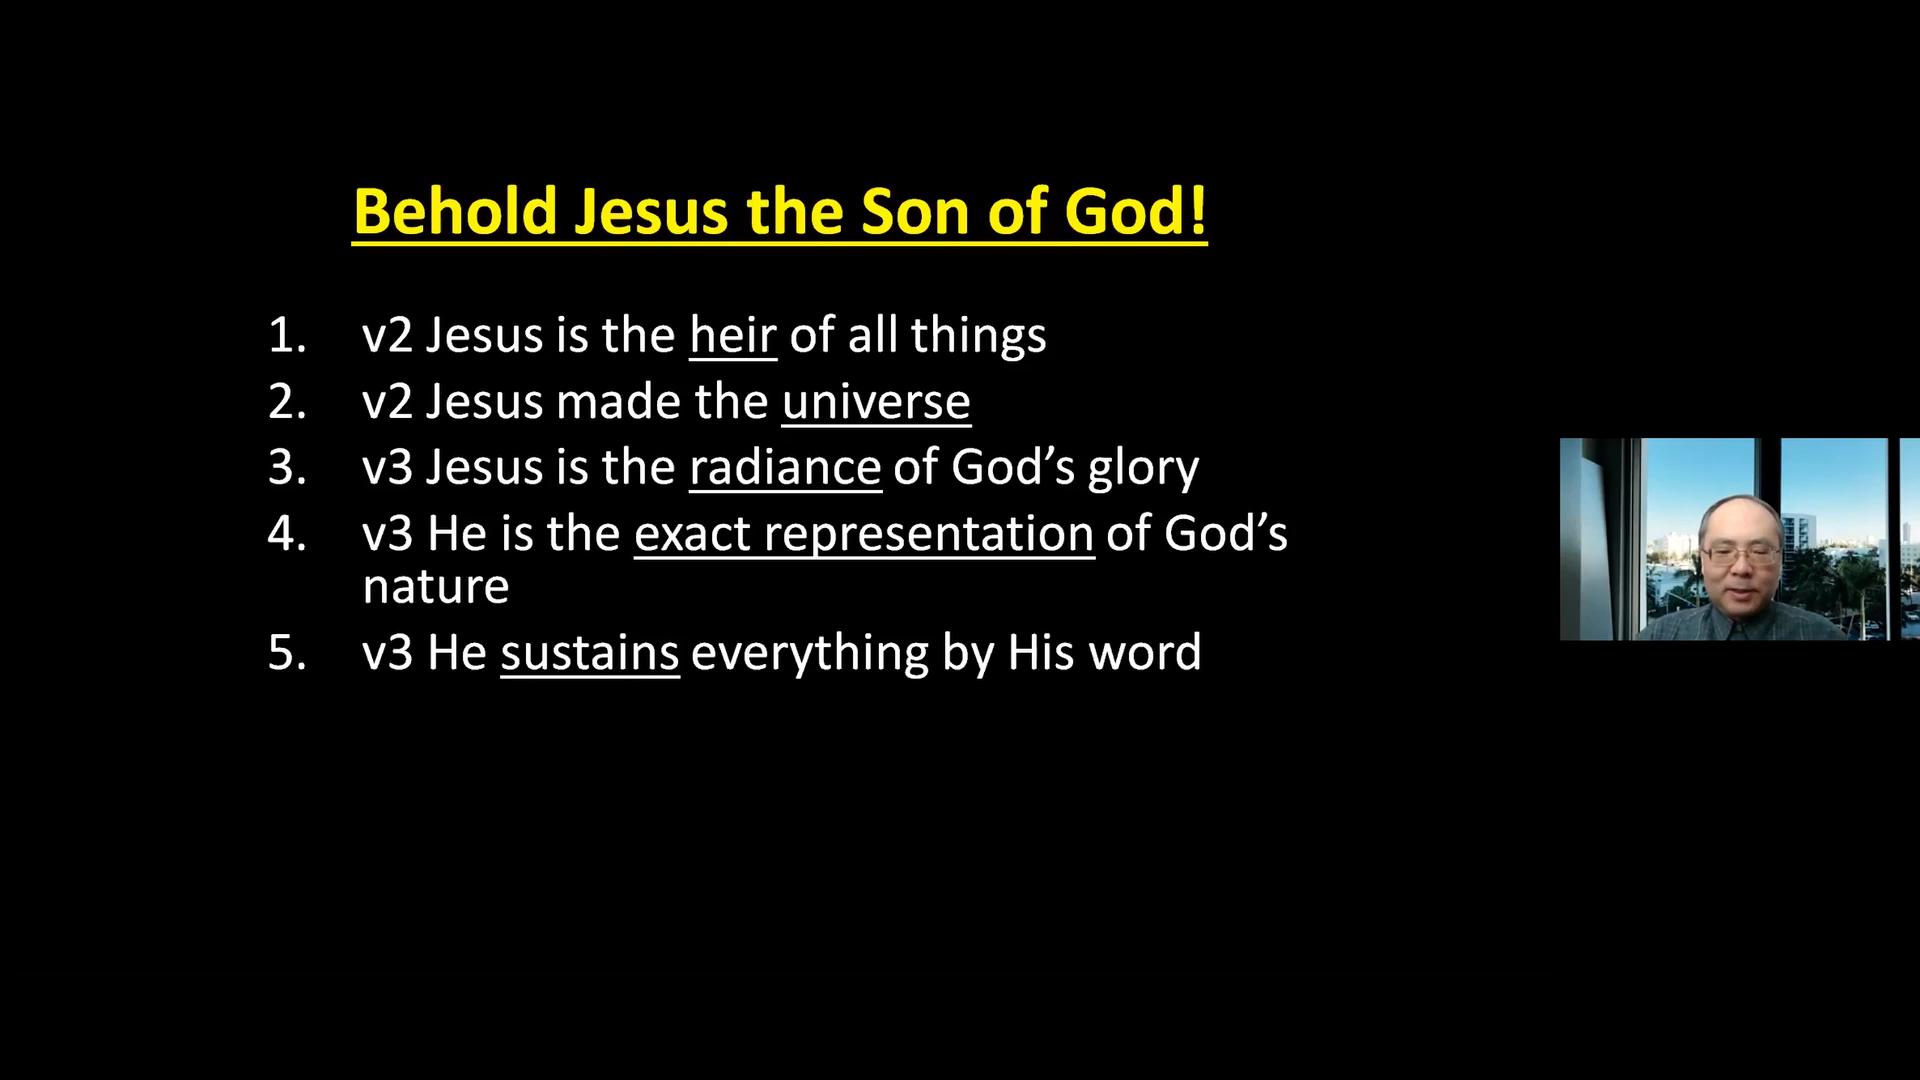 Behold Jesus the Son of God!
1. v2 Jesus is the heir of all things
2. v2 Jesus made the universe
3. v3 Jesus is the radiance of God’s glory
4. v3 He is the exact representation of God’s
nature
5. v3 He sustains everything by His word